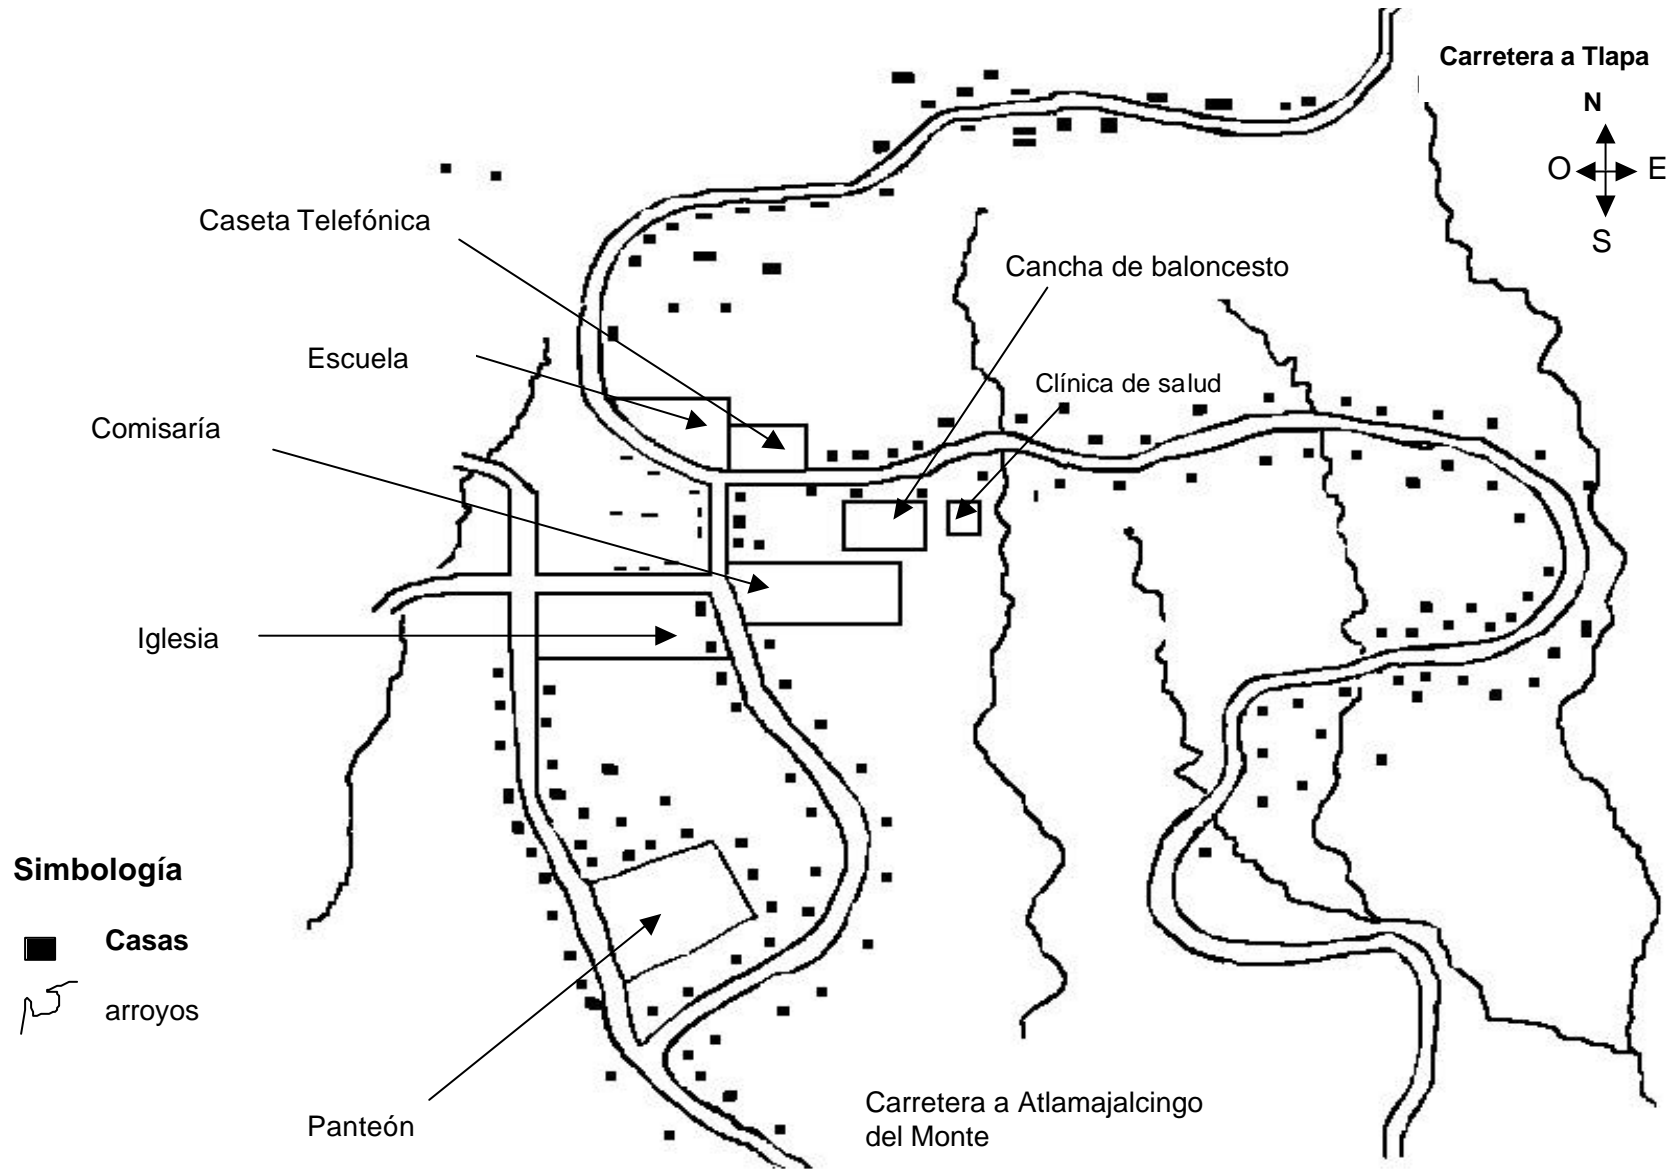 Carretera a Tlapa
N
O E
S
Caseta Telefónica
Cancha de baloncesto
Escuela
Clínica de salud
Comisaría
Iglesia
Simbología
Casas
arroyos
Panteón
Carretera a Atlamajalcingo
del Monte